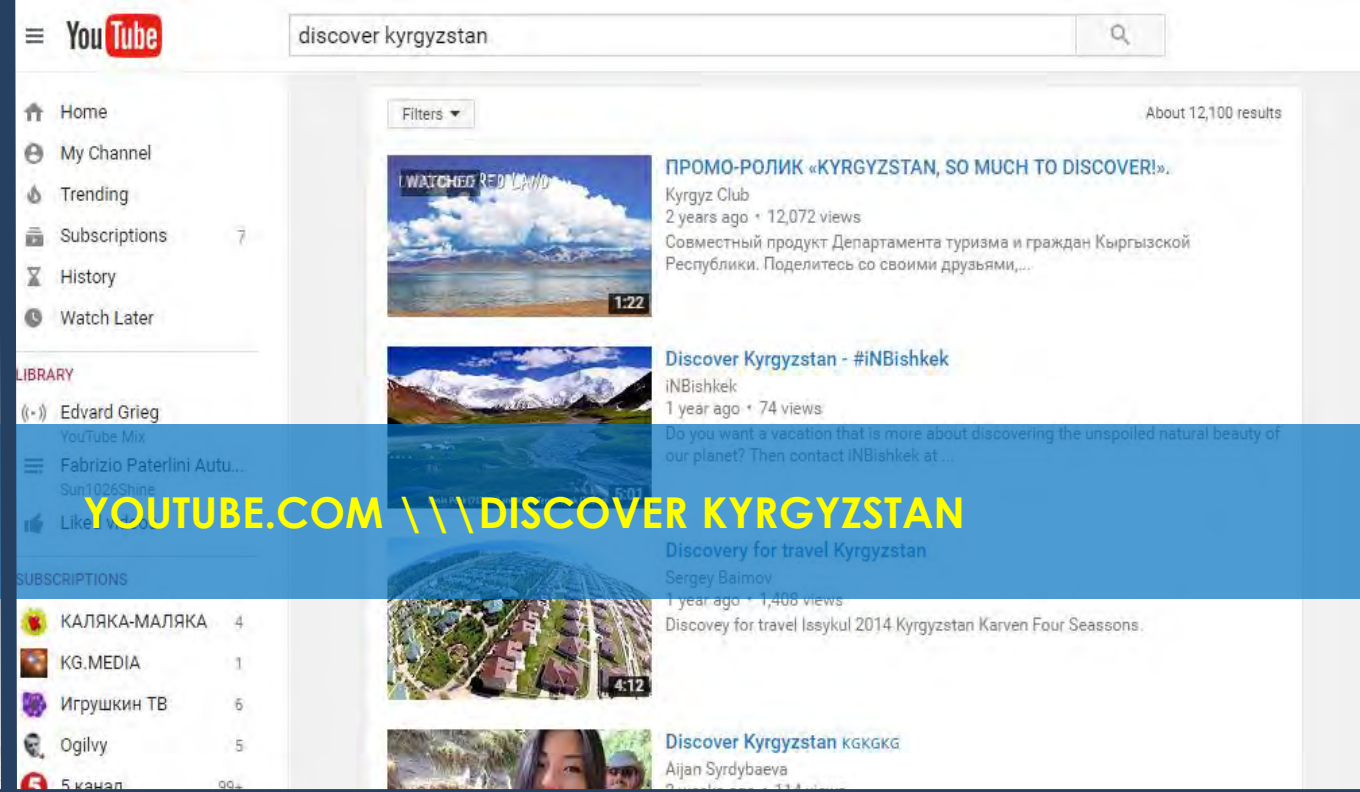 YouTube
discover kyrgyzstan
Home
My Channel
Trending
Subscriptions 7
History
Watch Later
LIBRARY
Edvard Grieg
YouTube Mix
Fabrizio Paterlini Autu...
Sun1026Shine
SUBSCRIPTIONS
КАЛЯКА-МАЛЯКА 4
KG.MEDIA 1
Игрушкин ТВ 6
Ogilvy 5
5 канал 99+
Filters
About 12,100 results
WATCHED RED LAND
1:22
ПРОМО-РОЛИК «KYRGYZSTAN, SO MUCH TO DISCOVER!».
Kyrgyz Club
2 years ago • 12,072 views
Совместный продукт Департамента туризма и граждан Кыргызской
Республики. Поделитесь со своими друзьями,...
5:01
Discover Kyrgyzstan - #iNBishkek
iNBishkek
1 year ago • 74 views
Do you want a vacation that is more about discovering the unspoiled natural beauty of
our planet? Then contact iNBishkek at ...
YOUTUBE.COM \\\DISCOVER KYRGYZSTAN
4:12
Discovery for travel Kyrgyzstan
Sergey Baimov
1 year ago • 1,408 views
Discovey for travel Issykul 2014 Kyrgyzstan Karven Four Seassons.
Discover Kyrgyzstan KGKGKG
Aijan Syrdybaeva